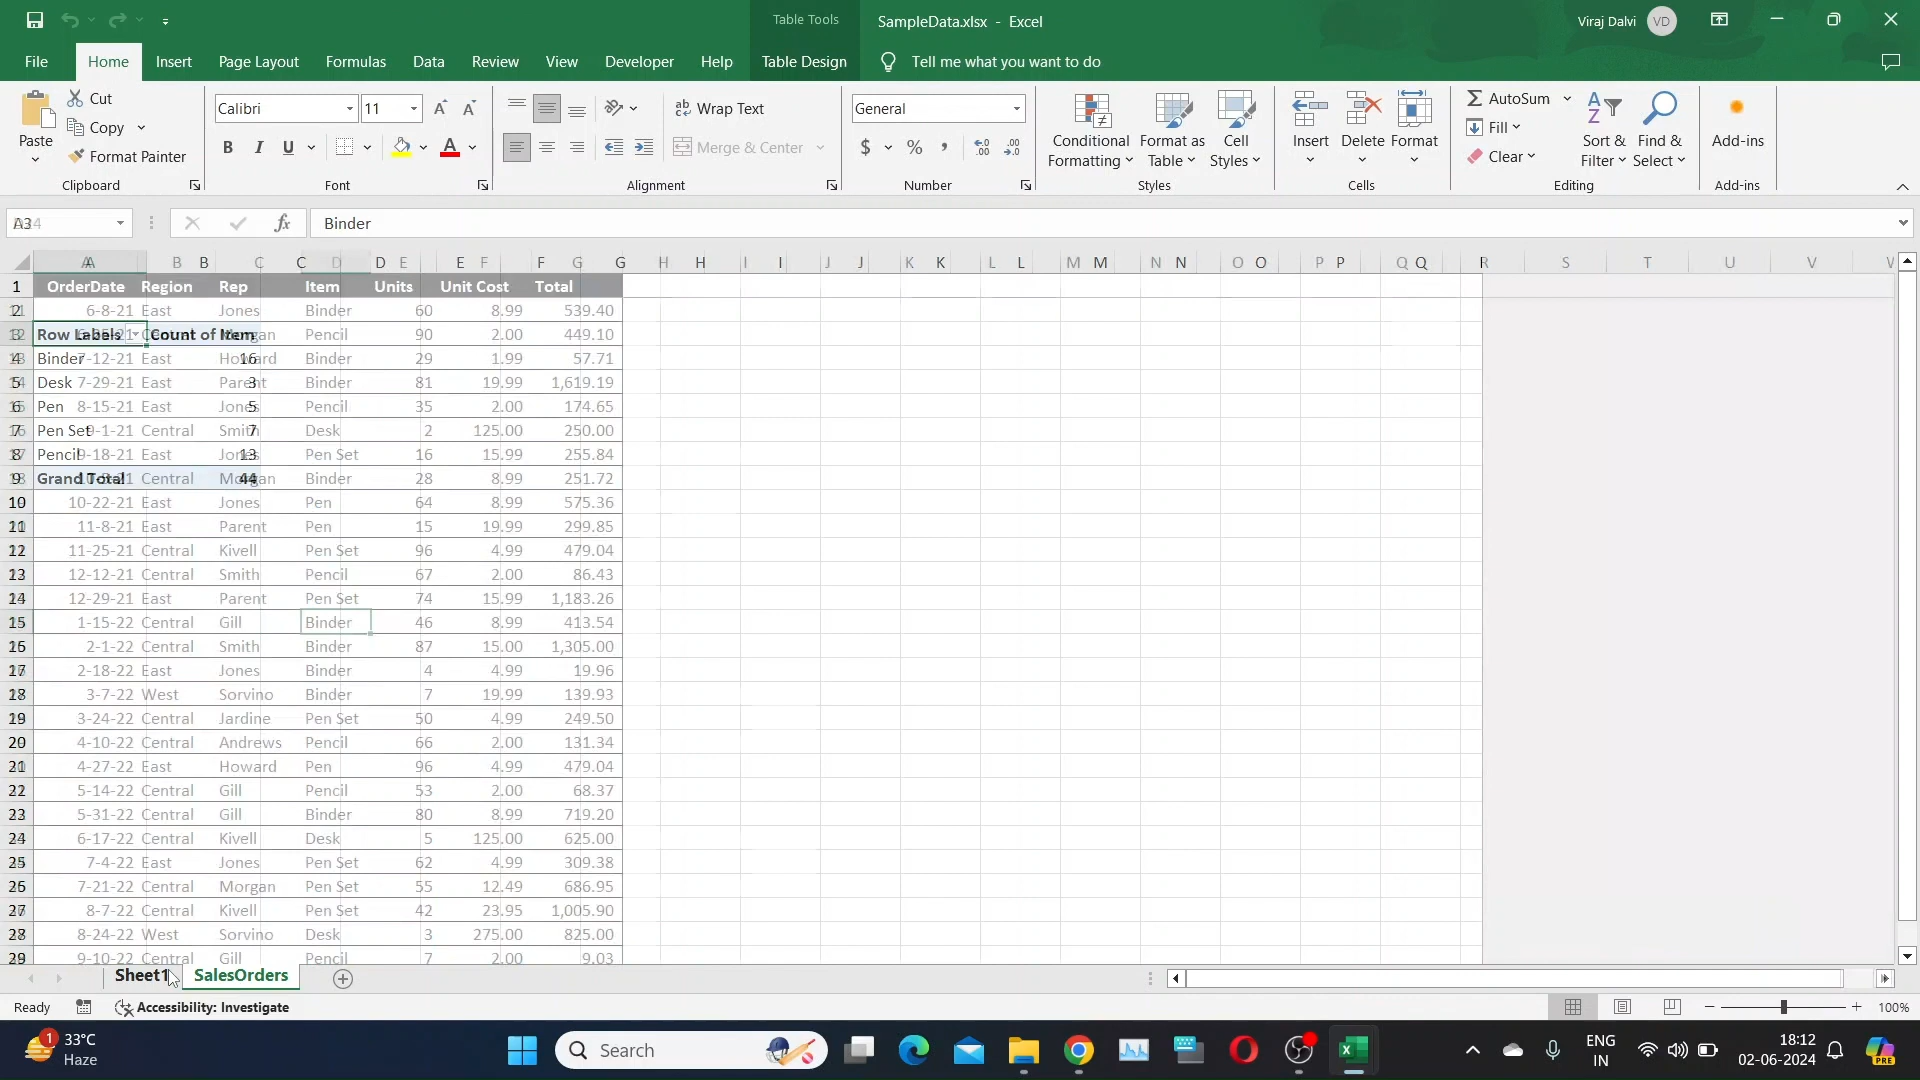 Table Tools
SampleData.xlsx - Excel
Viraj Dalvi
VD
File Home Insert Page Layout Formulas Data Review View Developer Help Table Design Tell me what you want to do
Paste
Cut
Copy
Format Painter
Clipboard
Calibri 11
B I U
Font
Wrap Text
Merge & Center
Alignment
General
$ % ,
Number
Conditional Formatting
Format as Table
Cell Styles
Styles
Insert Delete Format
Cells
AutoSum
Fill
Clear
Sort & Filter
Find & Select
Editing
Add-ins
Add-ins
A3
fx
Binder
1 OrderDate Region Rep Item Units Unit Cost Total
6-8-21 East Jones Binder 60 8.99 539.40
Row Labels Count of Item Pencil 90 2.00 449.10
Binder 7-12-21 East Howard 16 Binder 29 1.99 57.71
Desk 7-29-21 East Parent 3 Binder 81 19.99 1,619.19
Pen 8-15-21 East Jones 5 Pencil 35 2.00 174.65
Pen Set 9-1-21 Central Smith 7 Desk 2 125.00 250.00
Pencil 9-18-21 East Jones 13 Pen Set 16 15.99 255.84
Grand Total Central Morgan 44 Binder 28 8.99 251.72
10-22-21 East Jones Pen 64 8.99 575.36
11-8-21 East Parent Pen 15 19.99 299.85
11-25-21 Central Kivell Pen Set 96 4.99 479.04
12-12-21 Central Smith Pencil 67 2.00 86.43
12-29-21 East Parent Pen Set 74 15.99 1,183.26
1-15-22 Central Gill Binder 46 8.99 413.54
2-1-22 Central Smith Binder 87 15.00 1,305.00
2-18-22 East Jones Binder 4 4.99 19.96
3-7-22 West Sorvino Binder 7 19.99 139.93
3-24-22 Central Jardine Pen Set 50 4.99 249.50
4-10-22 Central Andrews Pencil 66 2.00 131.34
4-27-22 East Howard Pen 96 4.99 479.04
5-14-22 Central Gill Pencil 53 2.00 68.37
5-31-22 Central Gill Binder 80 8.99 719.20
6-17-22 Central Kivell Desk 5 125.00 625.00
7-4-22 East Jones Pen Set 62 4.99 309.38
7-21-22 Central Morgan Pen Set 55 12.49 686.95
8-7-22 Central Kivell Pen Set 42 23.95 1,005.90
8-24-22 West Sorvino Desk 3 275.00 825.00
9-10-22 Central Gill Pencil 7 2.00 9.03
Sheet1 SalesOrders
Ready Accessibility: Investigate
100%
1
33°C
Haze
Search
ENG
IN
18:12
02-06-2024
PRE